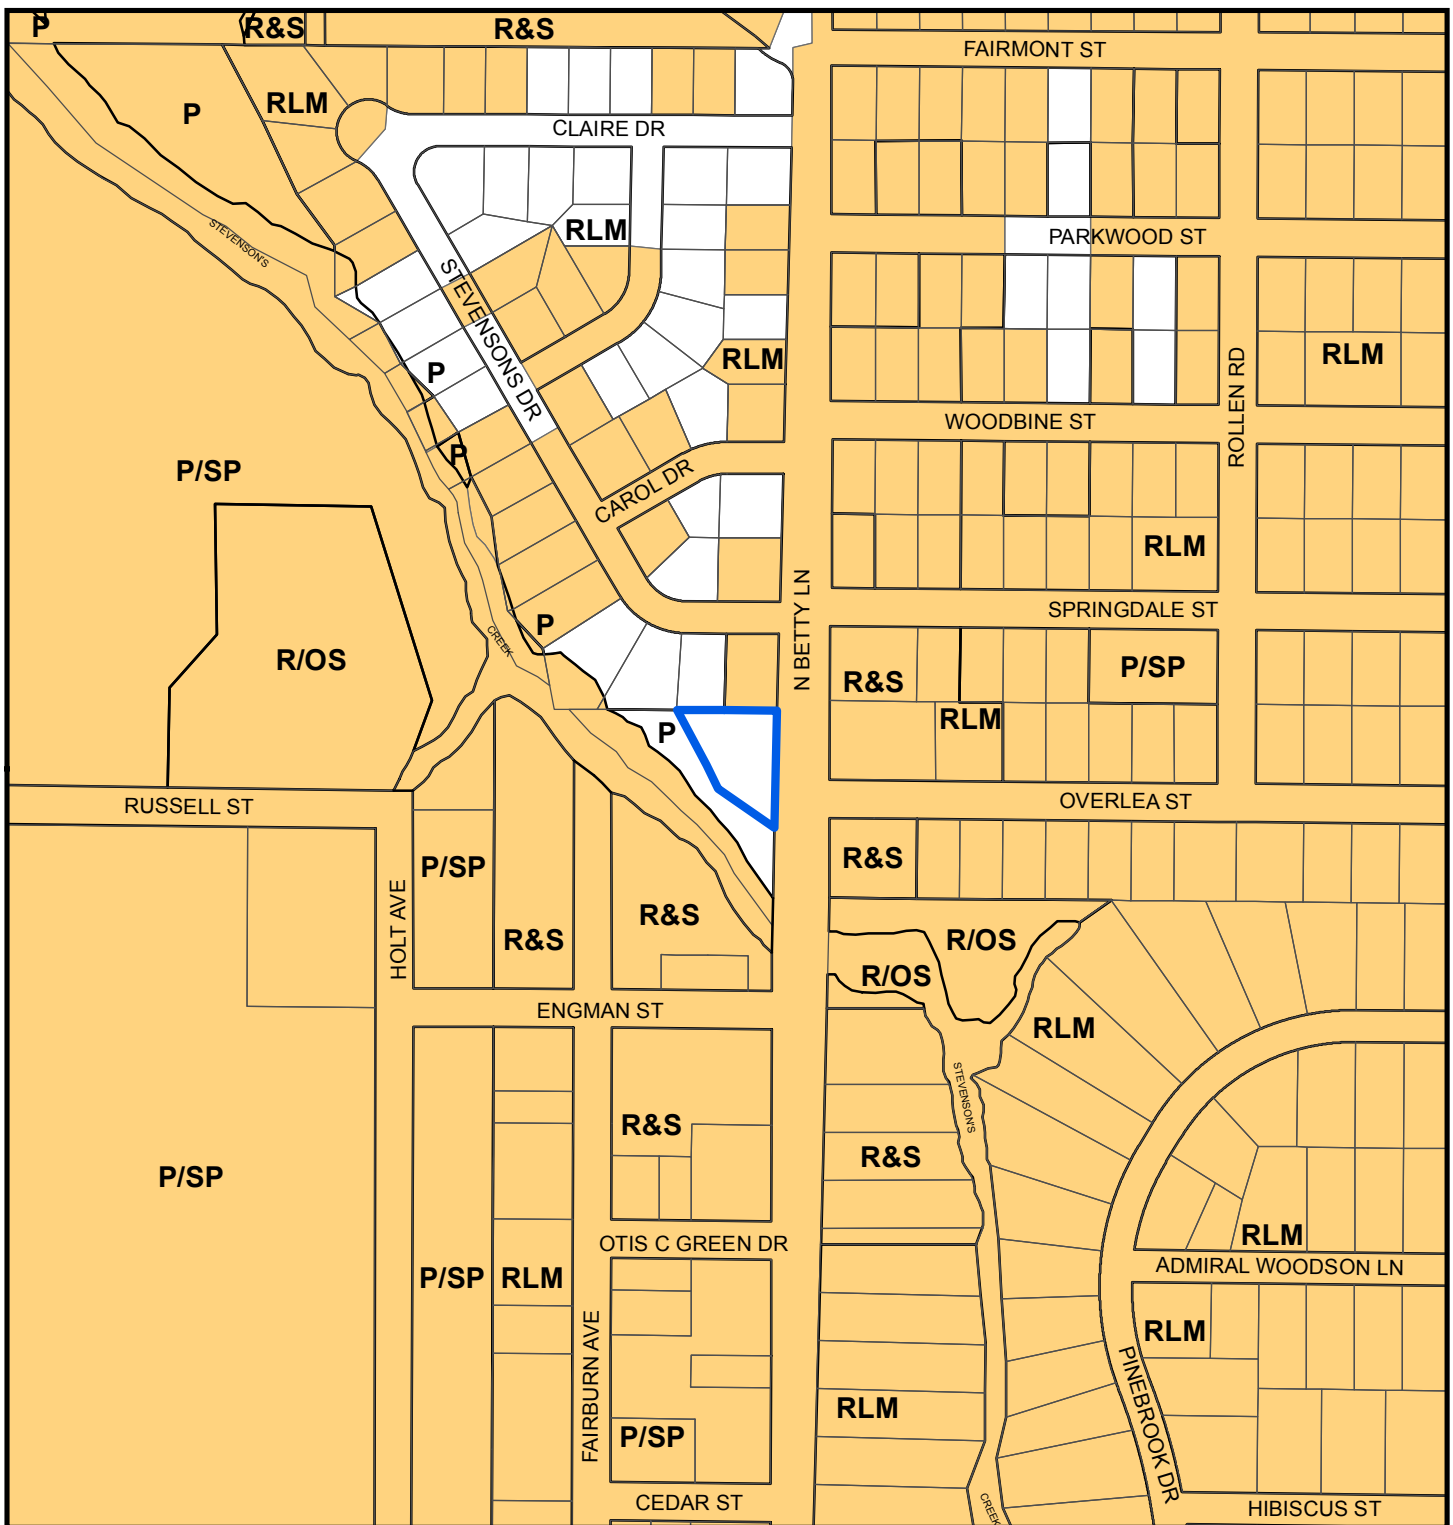 P
R&S
R&S
FAIRMONT ST
P
RLM
CLAIRE DR
STEVENSON'S
RLM
PARKWOOD ST
STEVENSONS DR
P
RLM
RLM
ROLLEN RD
WOODBINE ST
P
P/SP
CAROL DR
RLM
N BETTY LN
SPRINGDALE ST
P
CREEK
R/OS
R&S
P/SP
RLM
P
RUSSELL ST
OVERLEA ST
P/SP
R&S
HOLT AVE
R&S
R&S
R/OS
R/OS
ENGMAN ST
RLM
STEVENSON'S
R&S
R&S
P/SP
RLM
OTIS C GREEN DR
ADMIRAL WOODSON LN
P/SP
RLM
RLM
FAIRBURN AVE
PINEBROOK DR
RLM
P/SP
CEDAR ST
CREEK
HIBISCUS ST